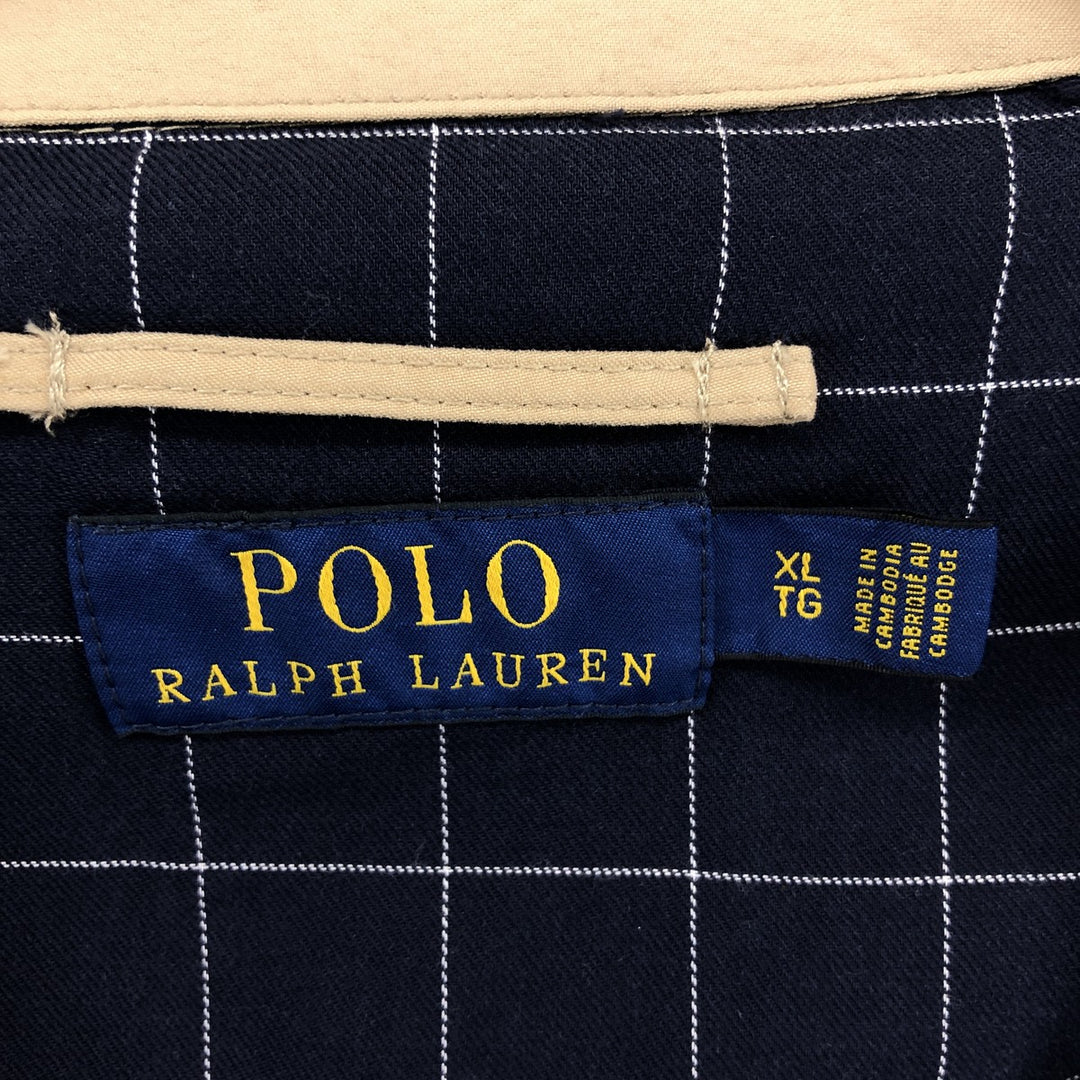 POLO
RALPH LAUREN
XL
TG
MADE IN
CAMBODIA
FABRIQUÉ AU
CAMBODGE